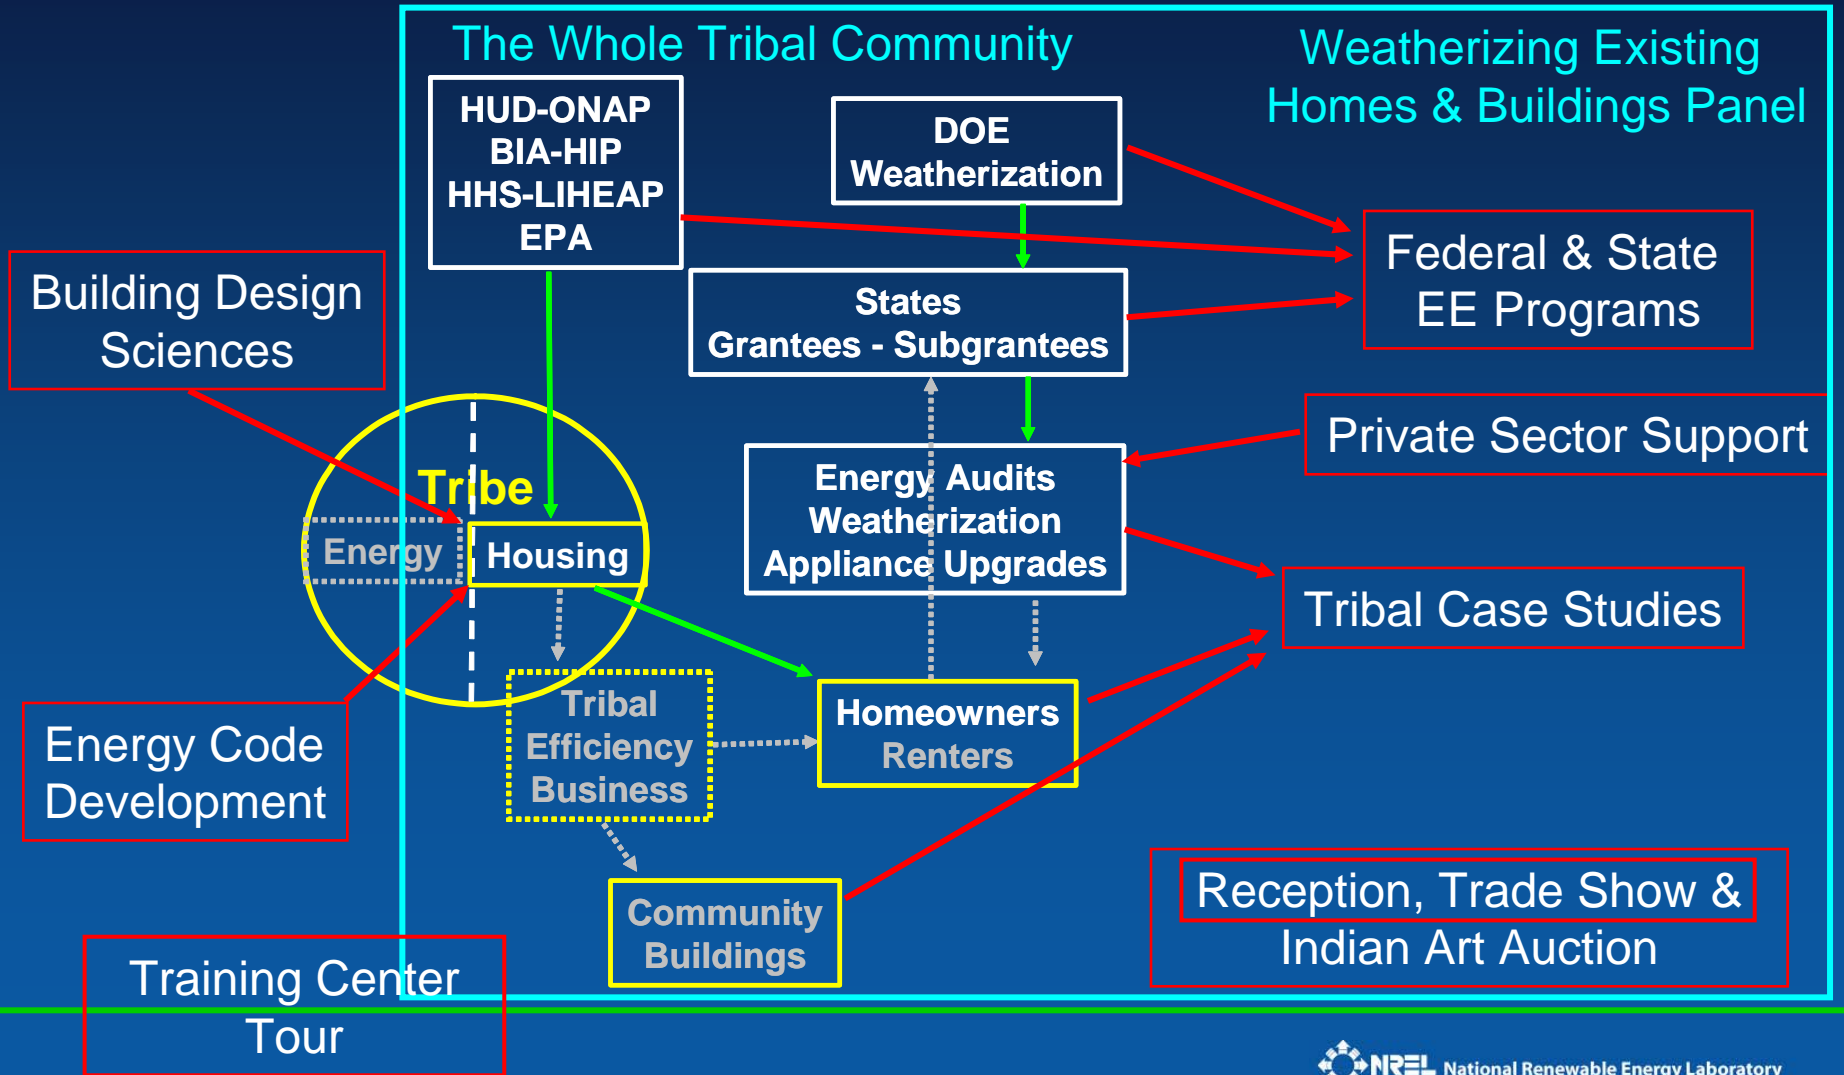 The Whole Tribal Community
Weatherizing Existing
Homes & Buildings Panel
HUD-ONAP
BIA-HIP
HHS-LIHEAP
EPA
DOE
Weatherization
Federal & State
EE Programs
Building Design
Sciences
States
Grantees - Subgrantees
Private Sector Support
Tribe
Energy
Housing
Energy Audits
Weatherization
Appliance Upgrades
Tribal Case Studies
Energy Code
Development
Tribal
Efficiency
Business
Homeowners
Renters
Community
Buildings
Reception, Trade Show &
Indian Art Auction
Training Center
Tour
NREL National Renewable Energy Laboratory